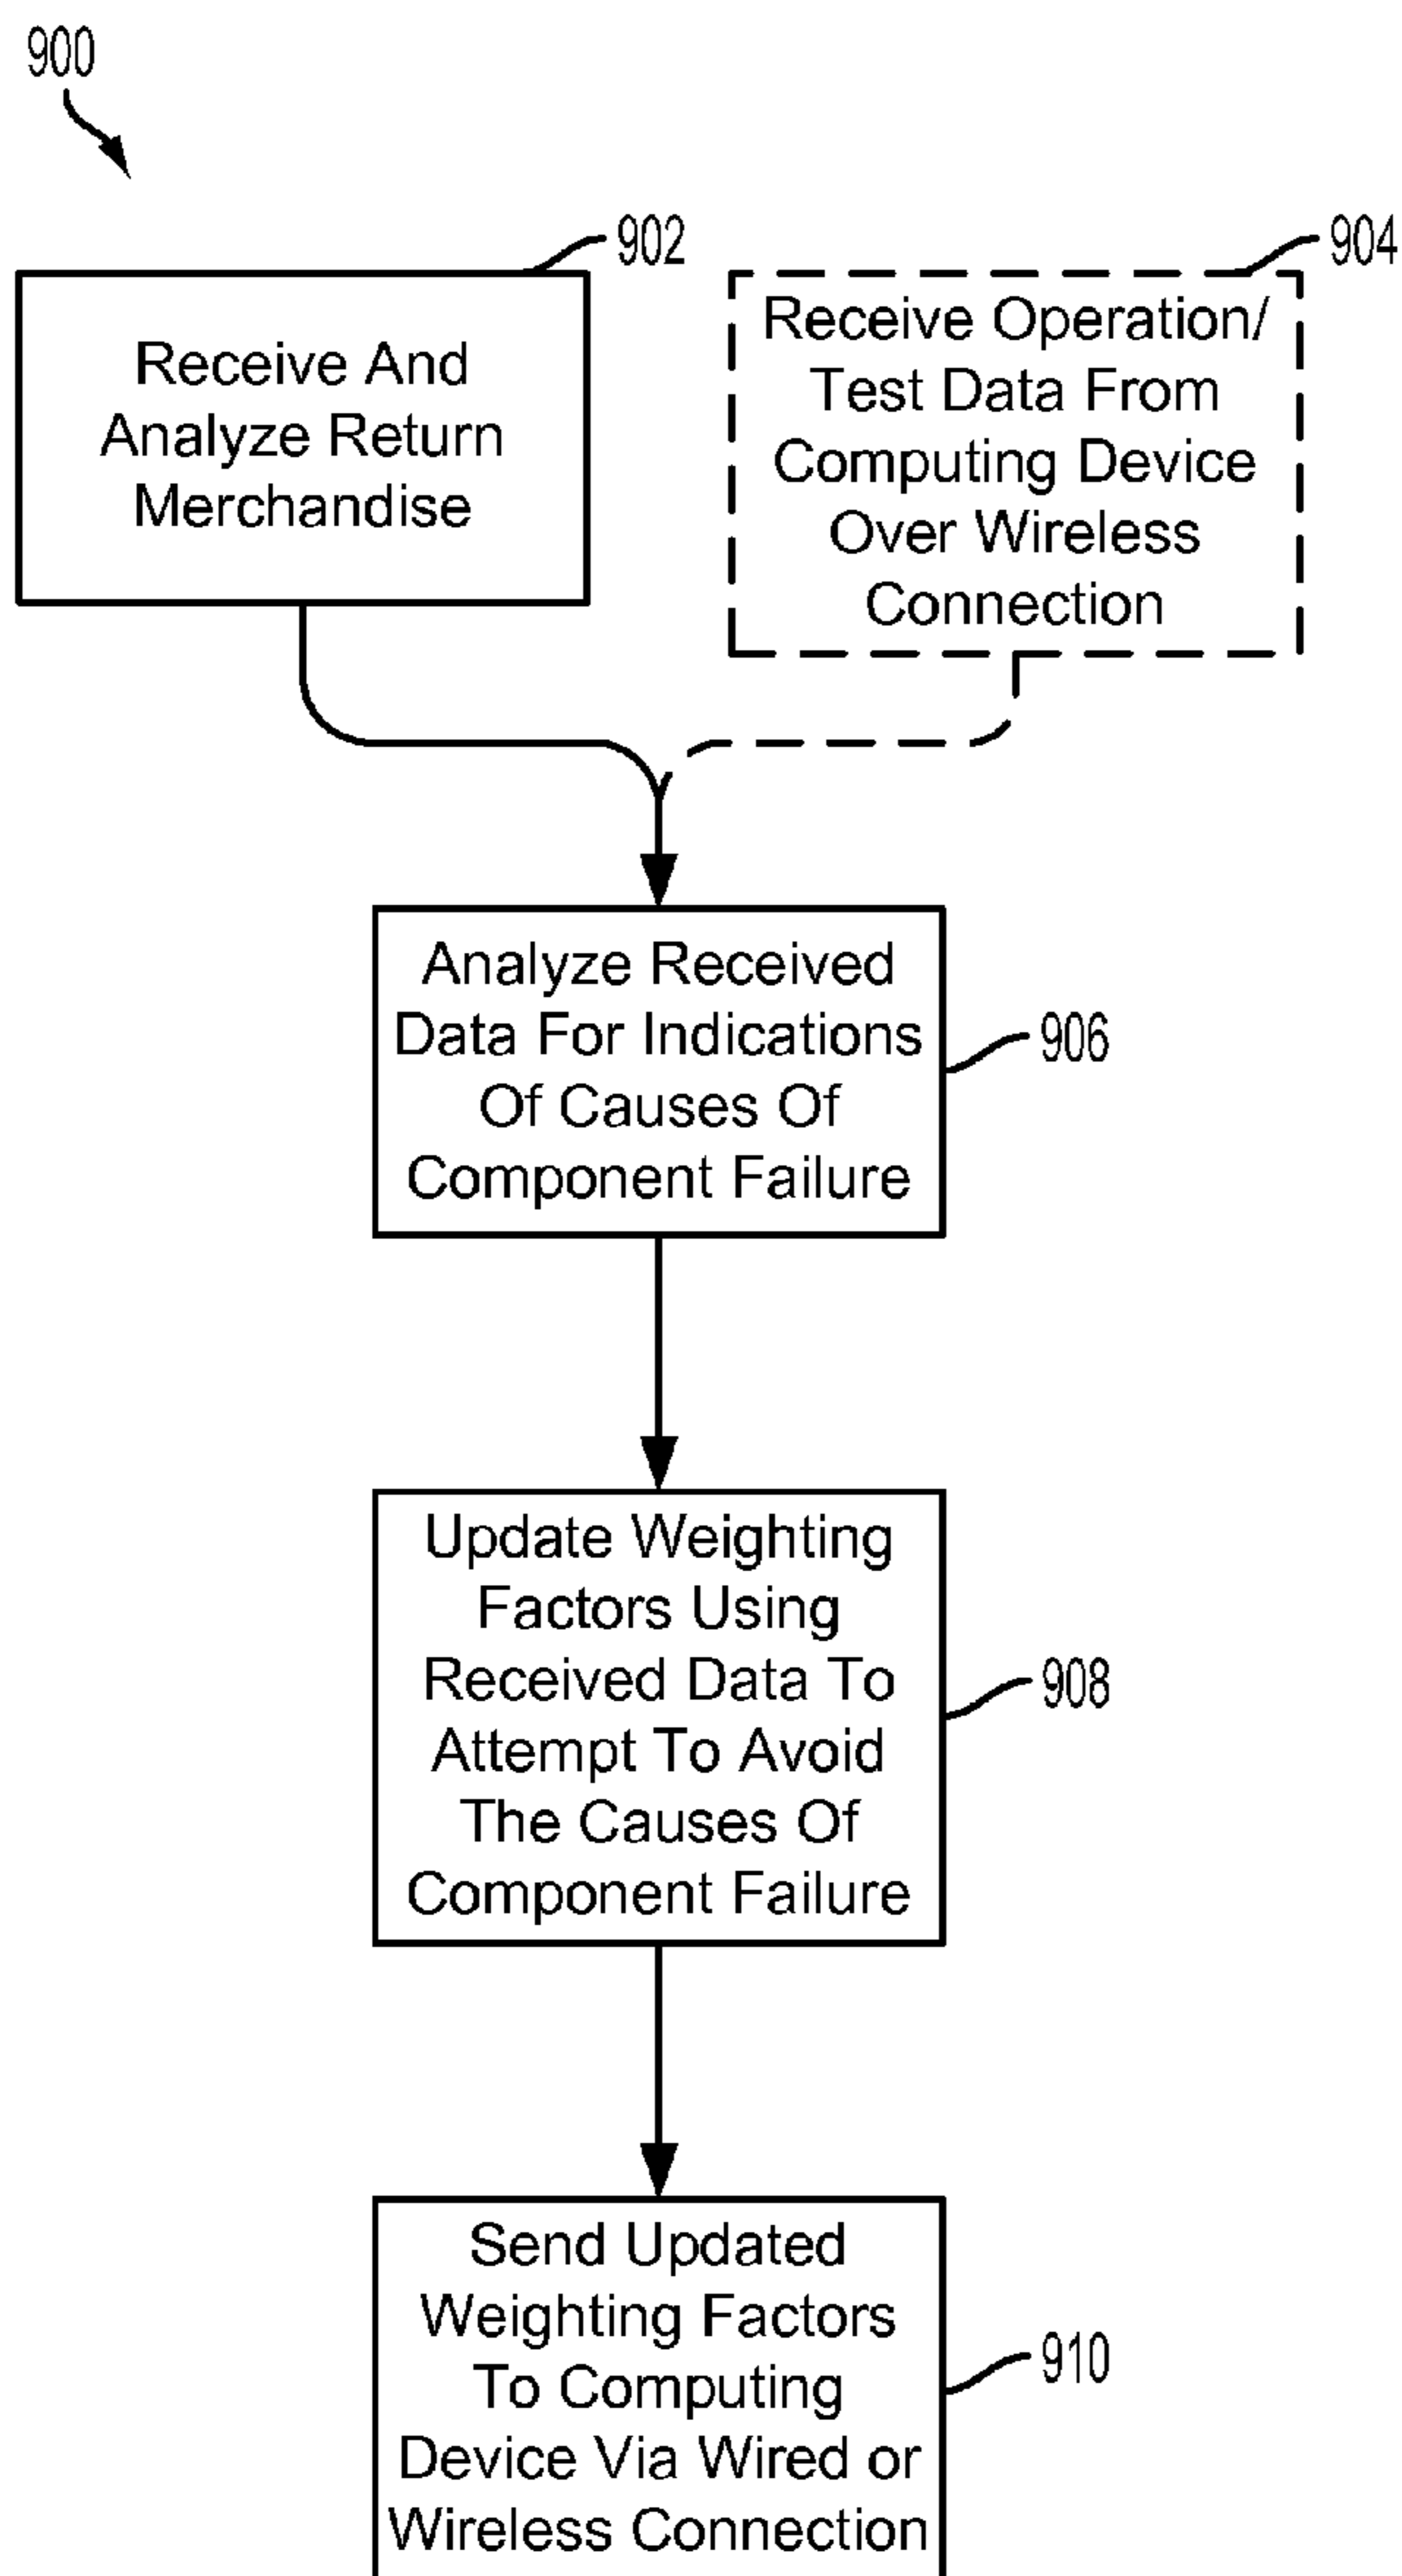 900
902
Receive And
Analyze Return
Merchandise
904
Receive Operation/
Test Data From
Computing Device
Over Wireless
Connection
Analyze Received
Data For Indications
Of Causes Of
Component Failure
906
Update Weighting
Factors Using
Received Data To
Attempt To Avoid
The Causes Of
Component Failure
908
Send Updated
Weighting Factors
To Computing
Device Via Wired or
Wireless Connection
910